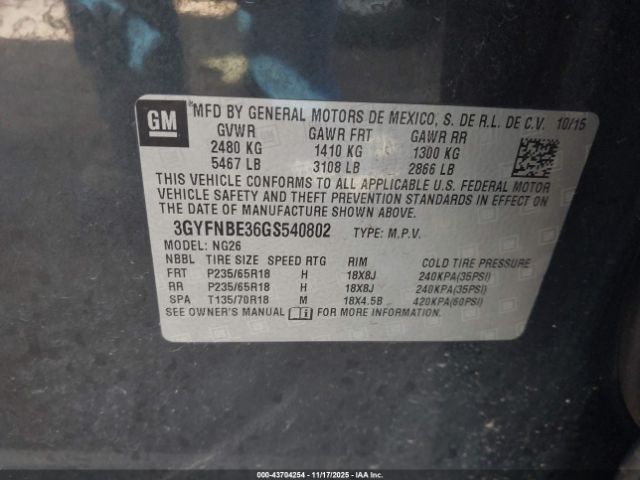 GM MFD BY GENERAL MOTORS DE MEXICO, S. DE R.L. DE C.V. 10/15
GVWR GAWR FRT GAWR RR
2480 KG 1410 KG 1300 KG
5467 LB 3108 LB 2866 LB
THIS VEHICLE CONFORMS TO ALL APPLICABLE U.S. FEDERAL MOTOR
VEHICLE SAFETY AND THEFT PREVENTION STANDARDS IN EFFECT ON
THE DATE OF MANUFACTURE SHOWN ABOVE.
3GYFNBE36GS540802 TYPE: M.P.V.
MODEL: NG26
NBBL TIRE SIZE SPEED RTG RIM COLD TIRE PRESSURE
FRT P235/65R18 H 18X8J 240KPA(35PSI)
RR P235/65R18 H 18X8J 240KPA(35PSI)
SPA T135/70R18 M 18X4.5B 420KPA(60PSI)
SEE OWNER'S MANUAL i FOR MORE INFORMATION.
000-43704254 - 11/17/2025 - IAA Inc.